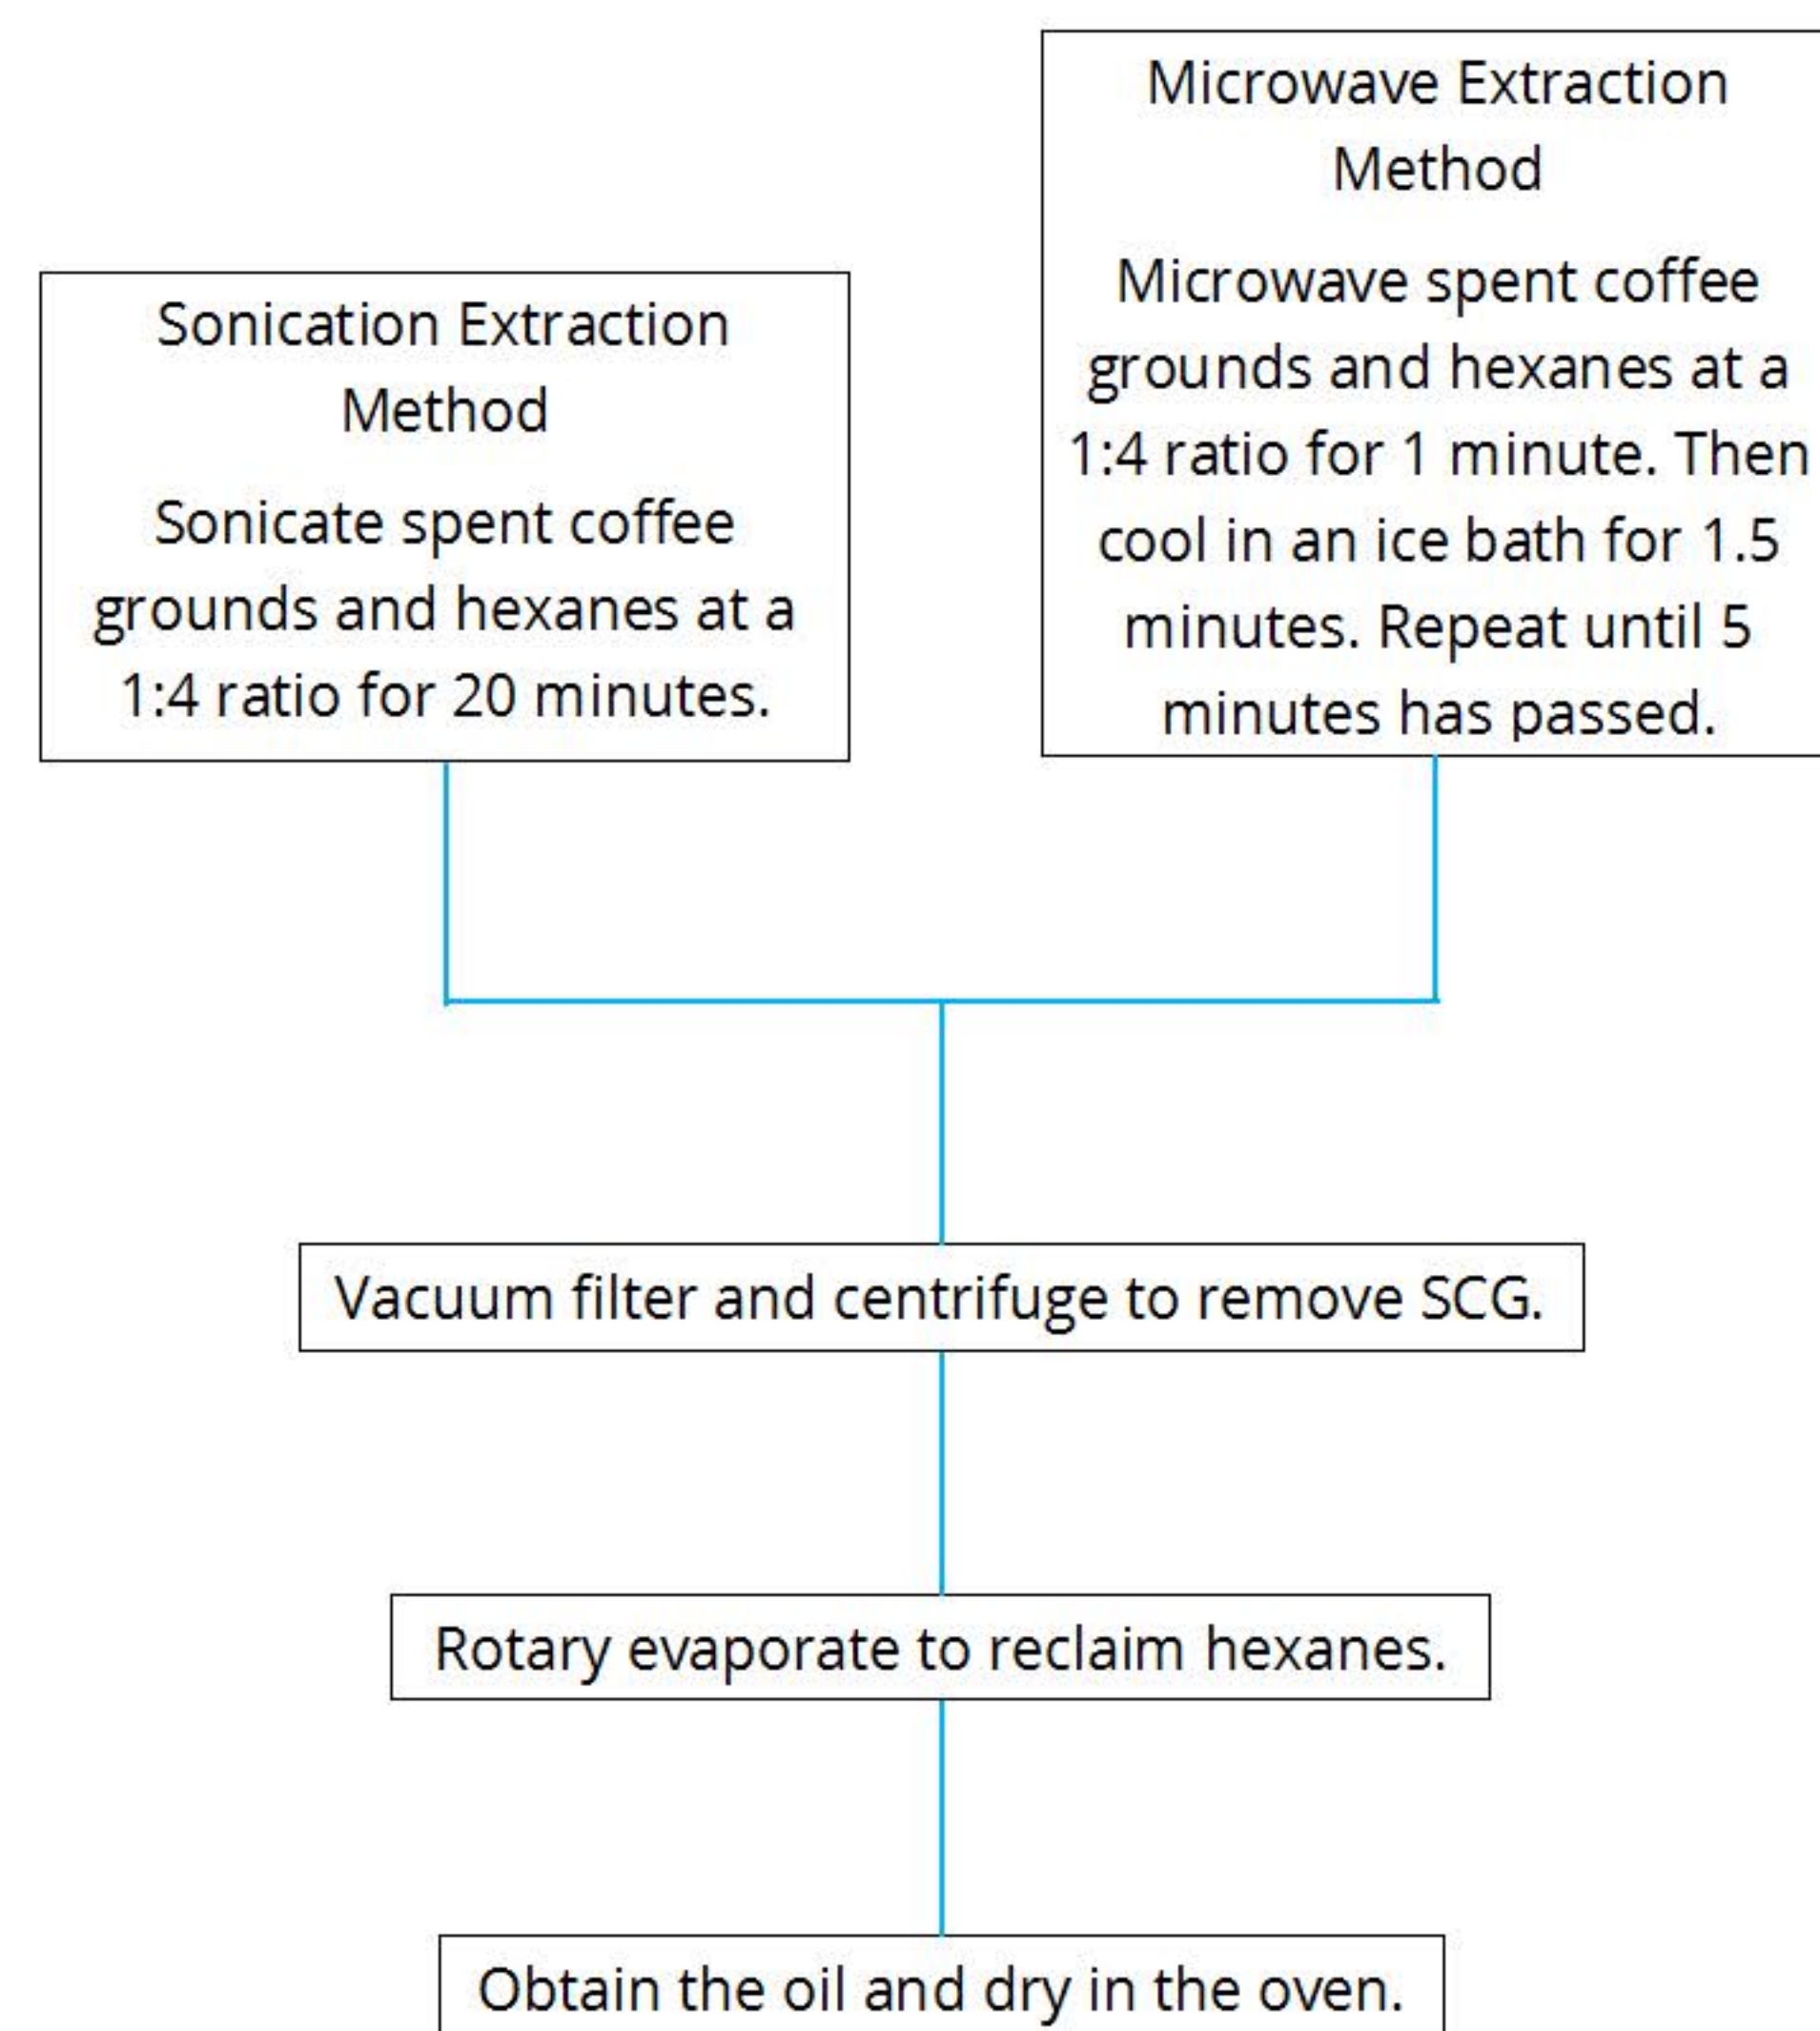 Sonication Extraction
Method
Sonicate spent coffee
grounds and hexanes at a
1:4 ratio for 20 minutes.
Microwave Extraction
Method
Microwave spent coffee
grounds and hexanes at a
1:4 ratio for 1 minute. Then
cool in an ice bath for 1.5
minutes. Repeat until 5
minutes has passed.
Vacuum filter and centrifuge to remove SCG.
Rotary evaporate to reclaim hexanes.
Obtain the oil and dry in the oven.